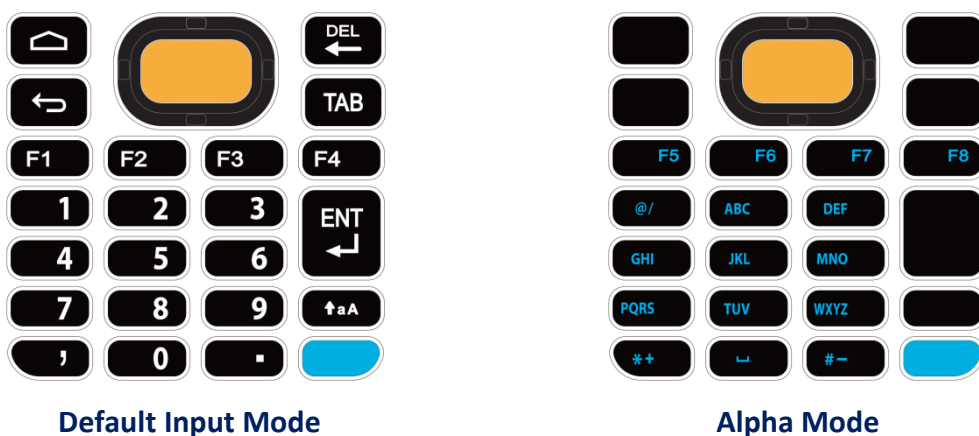 DEL
TAB
F1 F2 F3 F4
1 2 3 ENT
4 5 6
7 8 9 aA
, 0 .
Default Input Mode
F5 F6 F7 F8
@/ ABC DEF
GHI JKL MNO
PQRS TUV WXYZ
*+ ⎵ #-
Alpha Mode